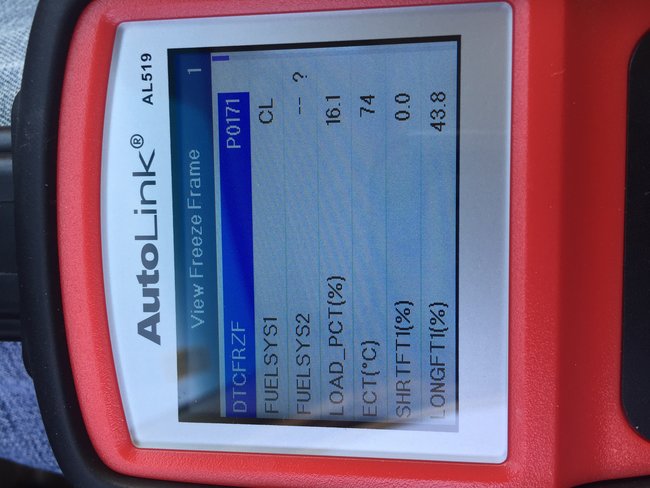 AutoLink® AL519
View Freeze Frame 1
DTCFRZF P0171
FUELSYS1 CL
FUELSYS2 -- ?
LOAD_PCT(%) 16.1
ECT(°C) 74
SHRTFT1(%) 0.0
LONGFT1(%) 43.8